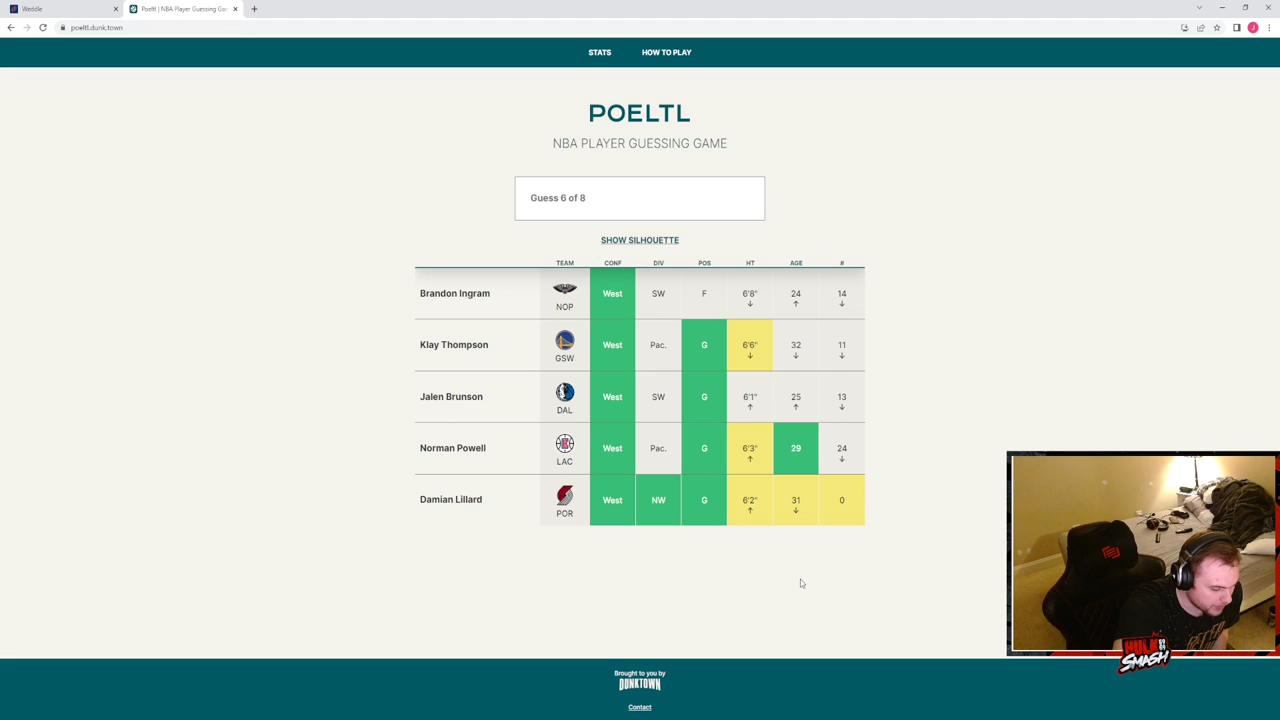 Weddle
Poeltl | NBA Player Guessing Gar
poeltl.dunk.town
J
STATS
HOW TO PLAY
POELTL
NBA PLAYER GUESSING GAME
Guess 6 of 8
SHOW SILHOUETTE
TEAM CONF DIV POS HT AGE #
Brandon Ingram NOP West SW F 6'8" ↓ 24 ↑ 14 ↓
Klay Thompson GSW West Pac. G 6'6" ↓ 32 ↓ 11 ↓
Jalen Brunson DAL West SW G 6'1" ↑ 25 ↑ 13 ↓
Norman Powell LAC West Pac. G 6'3" ↑ 29 24 ↓
Damian Lillard POR West NW G 6'2" ↑ 31 ↓ 0
HULK
SMASH
Brought to you by
DUNKTOWN
Contact